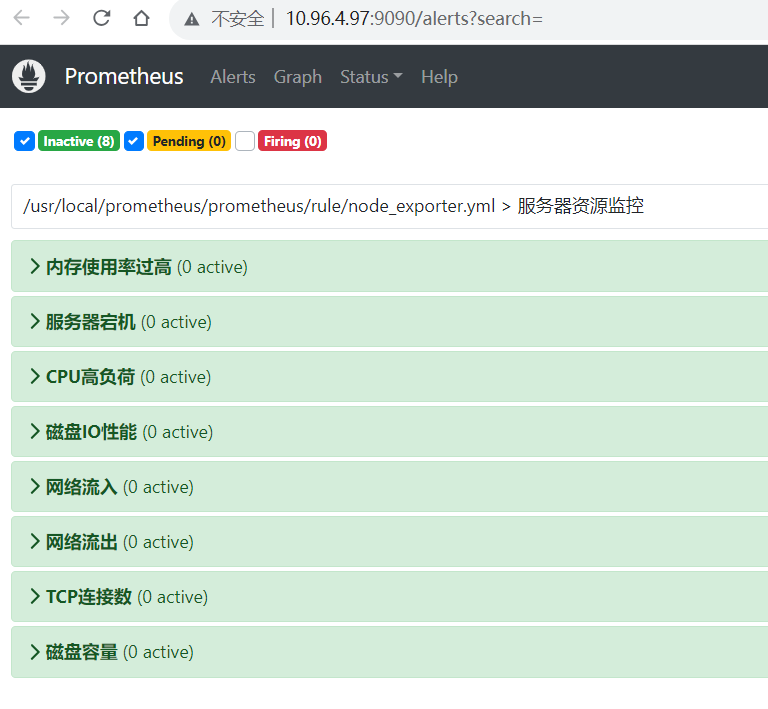 不安全 | 10.96.4.97:9090/alerts?search=
Prometheus Alerts Graph Status Help
Inactive (8) Pending (0) Firing (0)
/usr/local/prometheus/prometheus/rule/node_exporter.yml > 服务器资源监控
内存使用率过高 (0 active)
服务器宕机 (0 active)
CPU高负荷 (0 active)
磁盘IO性能 (0 active)
网络流入 (0 active)
网络流出 (0 active)
TCP连接数 (0 active)
磁盘容量 (0 active)